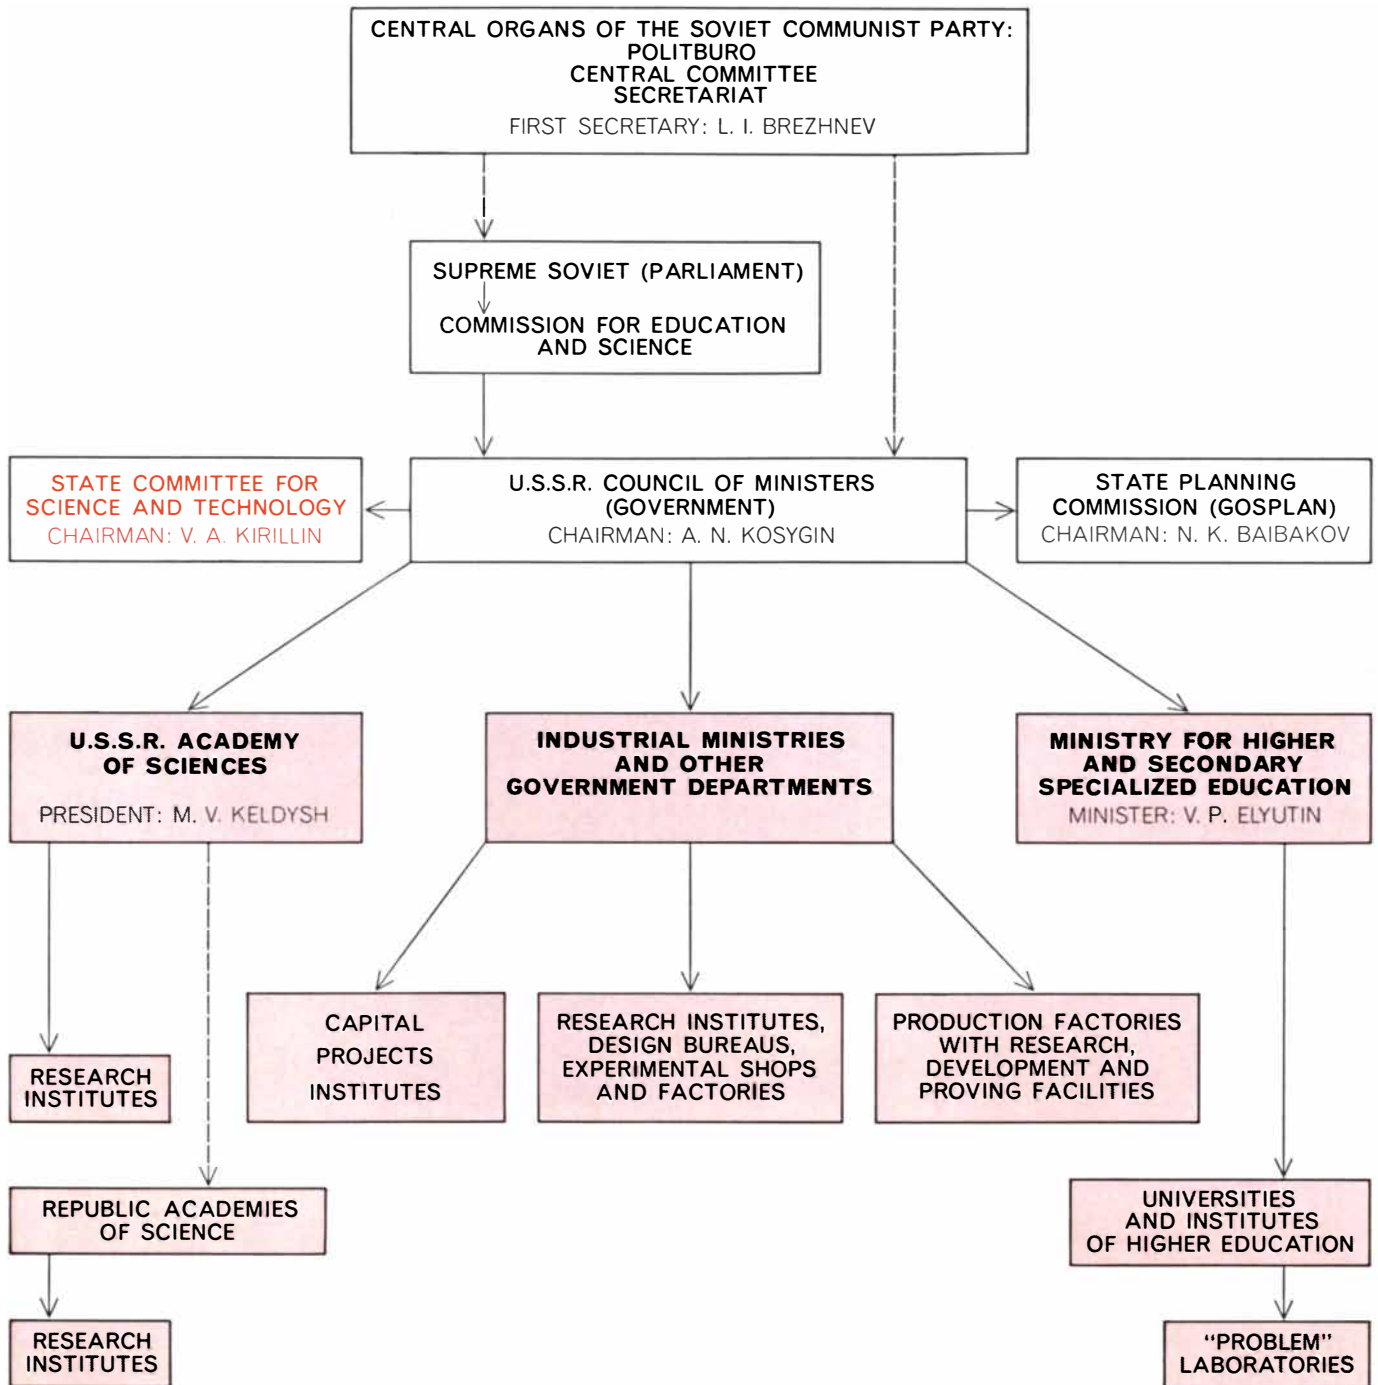 CENTRAL ORGANS OF THE SOVIET COMMUNIST PARTY:
POLITBURO
CENTRAL COMMITTEE
SECRETARIAT
FIRST SECRETARY: L. I. BREZHNEV
SUPREME SOVIET (PARLIAMENT)
COMMISSION FOR EDUCATION
AND SCIENCE
STATE COMMITTEE FOR
SCIENCE AND TECHNOLOGY
CHAIRMAN: V. A. KIRILLIN
U.S.S.R. COUNCIL OF MINISTERS
(GOVERNMENT)
CHAIRMAN: A. N. KOSYGIN
STATE PLANNING
COMMISSION (GOSPLAN)
CHAIRMAN: N. K. BAIBAKOV
U.S.S.R. ACADEMY
OF SCIENCES
PRESIDENT: M. V. KELDYSH
INDUSTRIAL MINISTRIES
AND OTHER
GOVERNMENT DEPARTMENTS
MINISTRY FOR HIGHER
AND SECONDARY
SPECIALIZED EDUCATION
MINISTER: V. P. ELYUTIN
RESEARCH
INSTITUTES
CAPITAL
PROJECTS
INSTITUTES
RESEARCH INSTITUTES,
DESIGN BUREAUS,
EXPERIMENTAL SHOPS
AND FACTORIES
PRODUCTION FACTORIES
WITH RESEARCH,
DEVELOPMENT AND
PROVING FACILITIES
REPUBLIC ACADEMIES
OF SCIENCE
UNIVERSITIES
AND INSTITUTES
OF HIGHER EDUCATION
RESEARCH
INSTITUTES
"PROBLEM"
LABORATORIES